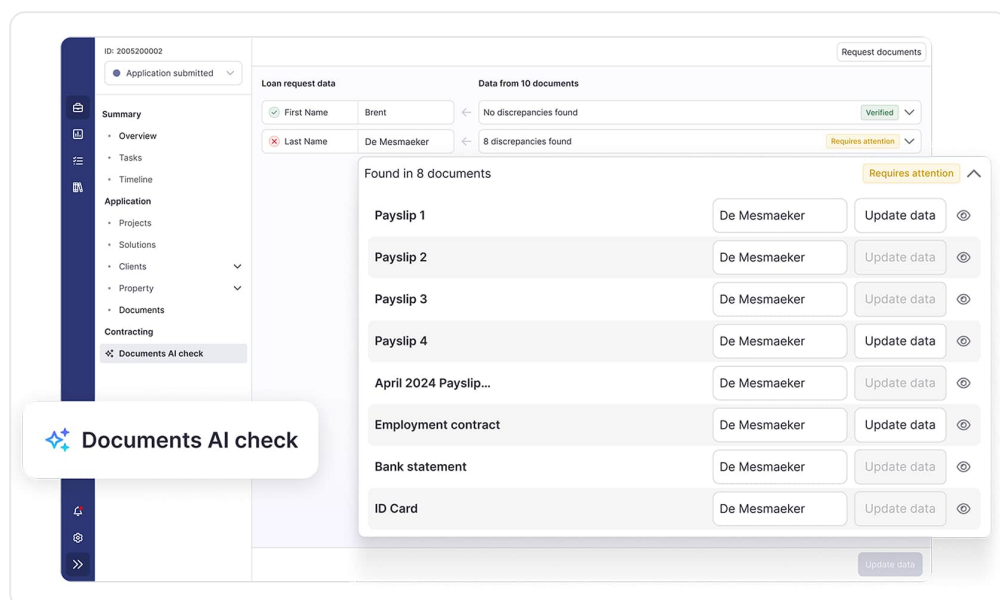 ID: 2005200002
Application submitted
Request documents
Summary
Overview
Tasks
Timeline
Application
Projects
Solutions
Clients
Property
Documents
Contracting
Documents AI check
Loan request data
Data from 10 documents
First Name Brent No discrepancies found Verified
Last Name De Mesmaeker 8 discrepancies found Requires attention
Found in 8 documents Requires attention
Payslip 1 De Mesmaeker Update data
Payslip 2 De Mesmaeker Update data
Payslip 3 De Mesmaeker Update data
Payslip 4 De Mesmaeker Update data
April 2024 Payslip... De Mesmaeker Update data
Employment contract De Mesmaeker Update data
Bank statement De Mesmaeker Update data
ID Card De Mesmaeker Update data
Documents AI check
Update data